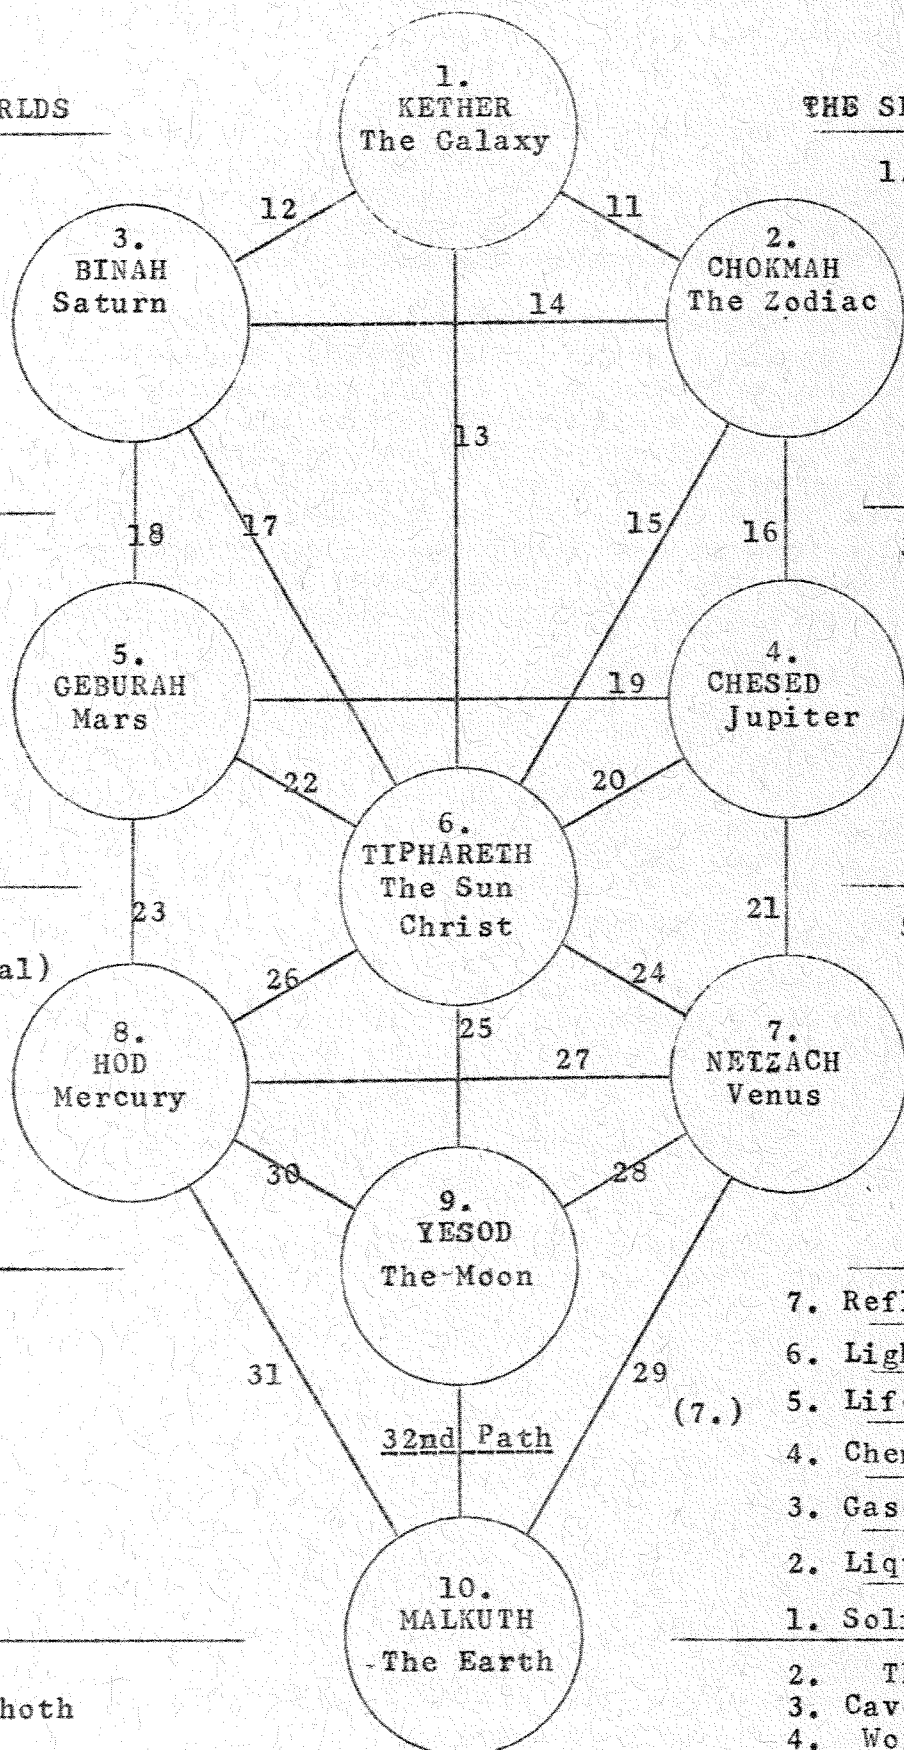 RLDS
THE S
1.
KETHER
The Galaxy
1.
12
11
3.
BINAH
Saturn
2.
CHOKMAH
The Zodiac
14
13
18
17
15
16
5.
GEBURAH
Mars
19
4.
CHESED
Jupiter
22
20
6.
TIPHARETH
The Sun
Christ
23
21
al)
26
24
8.
HOD
Mercury
25
27
7.
NETZACH
Venus
30
28
9.
YESOD
The Moon
7. Ref
6. Lig
31
29
(7.)
5. Lif
4. Che
32nd Path
3. Gas
2. Liq
10.
MALKUTH
The Earth
1. Sol
2. T
hoth
3. Cav
4. Wo